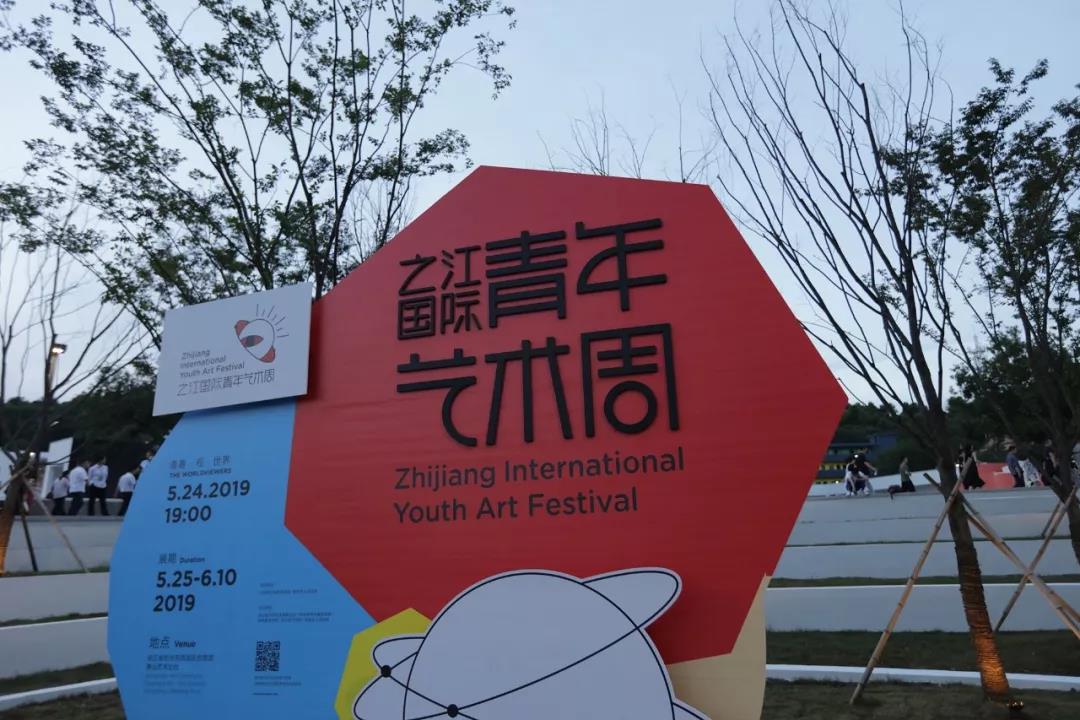 之江国际青年
艺术周
Zhijiang International
Youth Art Festival
Zhijiang
International
Youth Art Festival
之江国际青年艺术周
青春 · 视 · 世界
THE WORLDVIEWERS
5.24.2019
19:00
展期 Duration
5.25-6.10
2019
地点 Venue